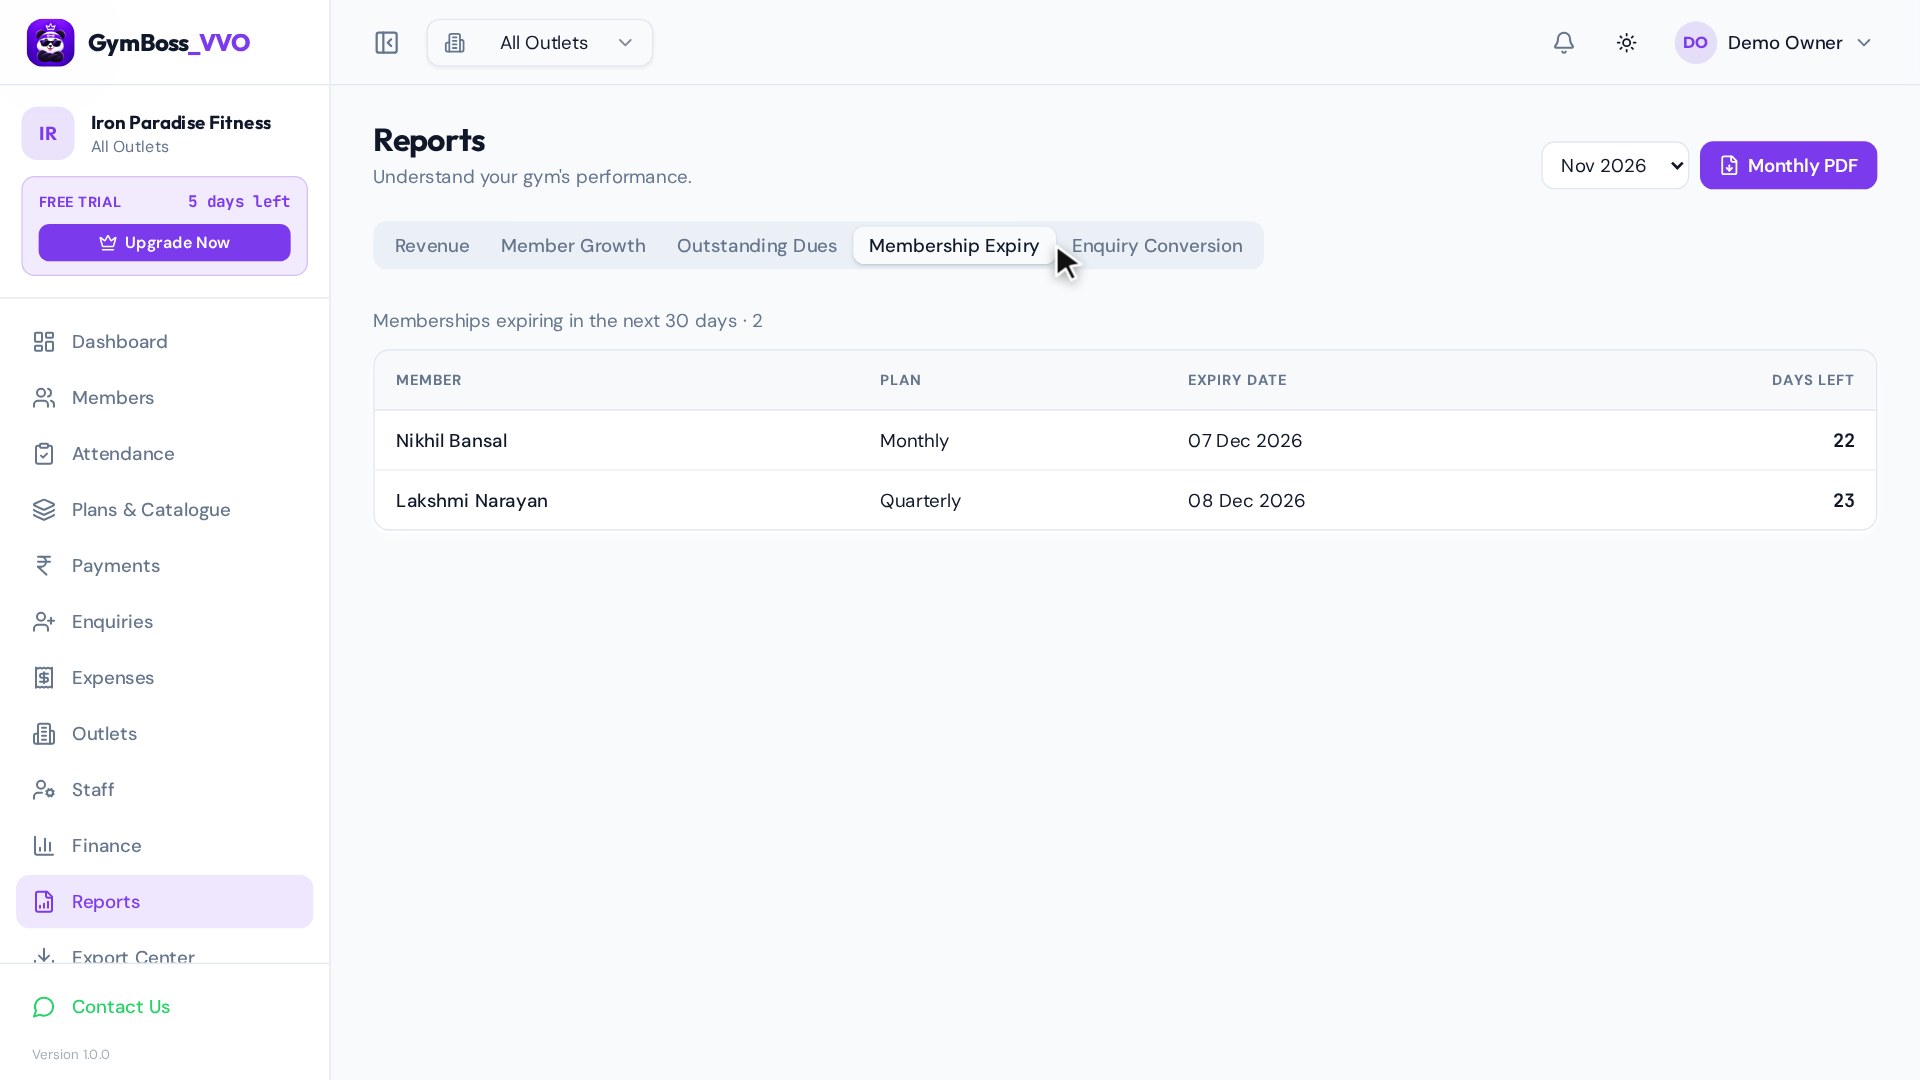 GymBoss_VVO
All Outlets
DO
Demo Owner
IR
Iron Paradise Fitness
All Outlets
FREE TRIAL
5 days left
Upgrade Now
Dashboard
Members
Attendance
Plans & Catalogue
Payments
Enquiries
Expenses
Outlets
Staff
Finance
Reports
Export Center
Contact Us
Version 1.0.0
Reports
Understand your gym's performance.
Nov 2026
Monthly PDF
Revenue
Member Growth
Outstanding Dues
Membership Expiry
Enquiry Conversion
Memberships expiring in the next 30 days · 2
MEMBER PLAN EXPIRY DATE DAYS LEFT
Nikhil Bansal Monthly 07 Dec 2026 22
Lakshmi Narayan Quarterly 08 Dec 2026 23